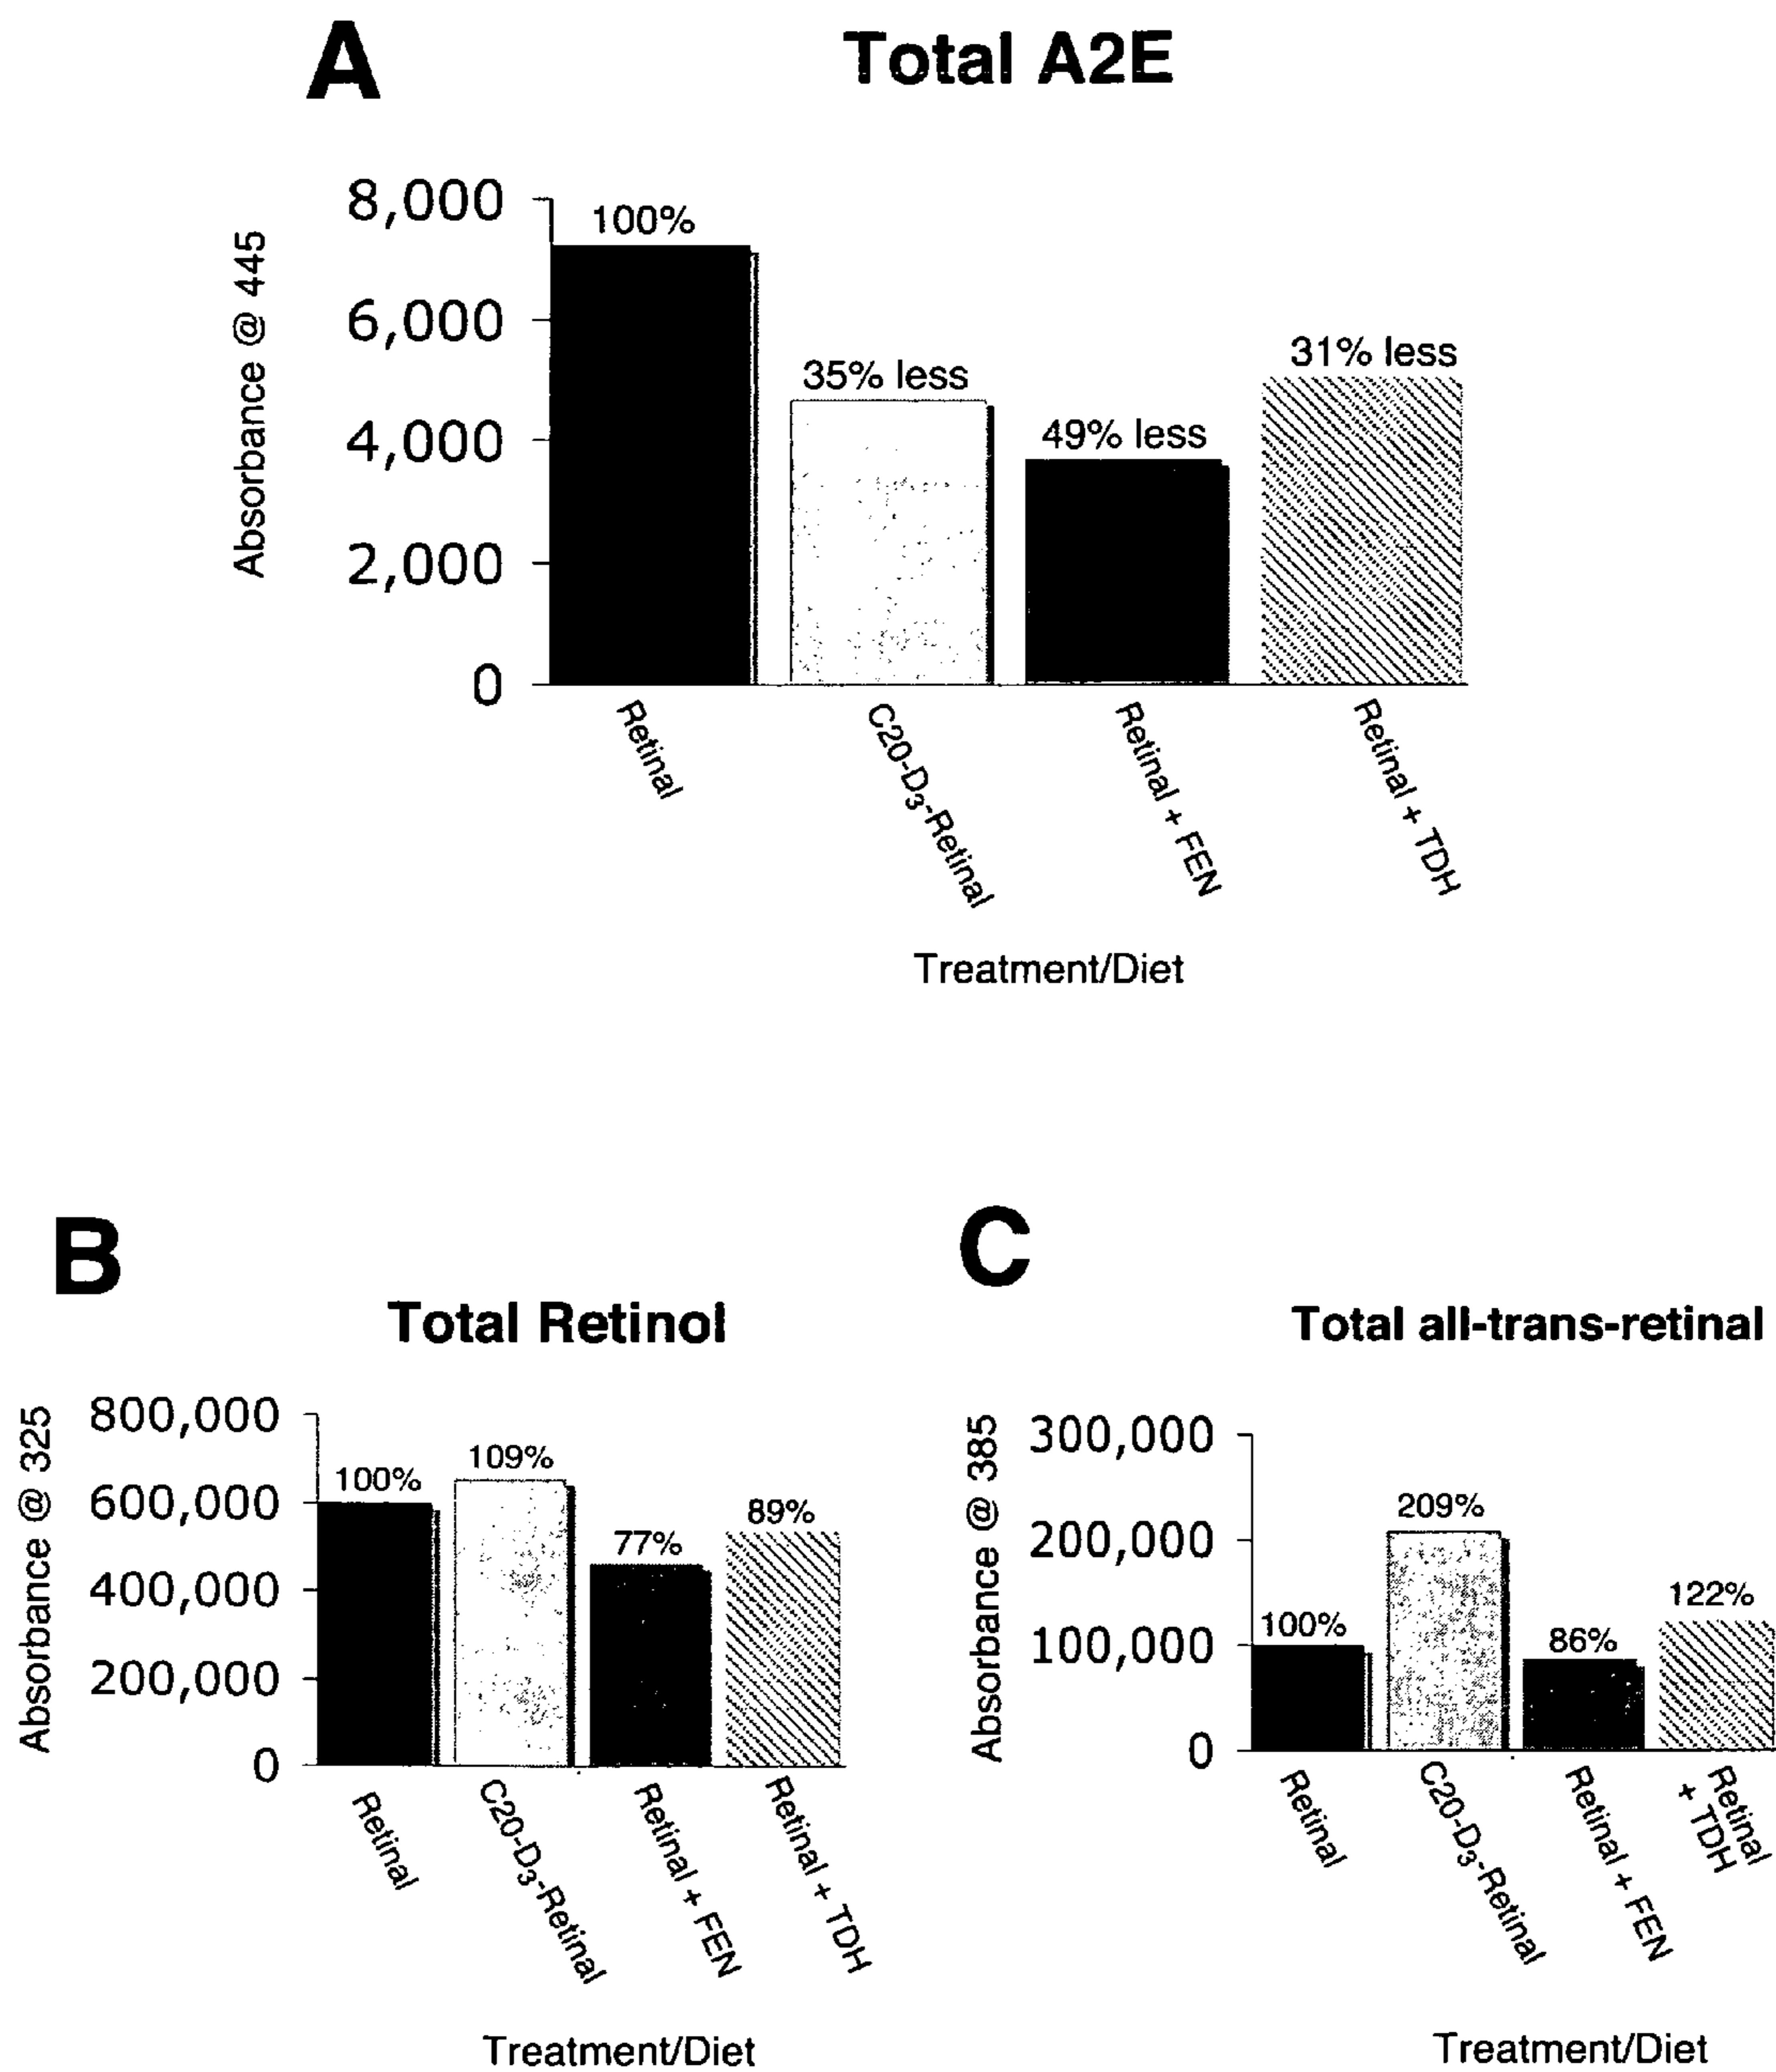 A
Total A2E
Absorbance @ 445
8,000
6,000
4,000
2,000
0
100%
35% less
49% less
31% less
Retinal
C20-D3-Retinal
Retinal + FEN
Retinal + TDH
Treatment/Diet
B
Total Retinol
Absorbance @ 325
800,000
600,000
400,000
200,000
0
100%
109%
77%
89%
Retinal
C20-D3-Retinal
Retinal + FEN
Retinal + TDH
Treatment/Diet
C
Total all-trans-retinal
Absorbance @ 385
300,000
200,000
100,000
0
100%
209%
86%
122%
Retinal
C20-D3-Retinal
Retinal + FEN
Retinal
+ TDH
Treatment/Diet